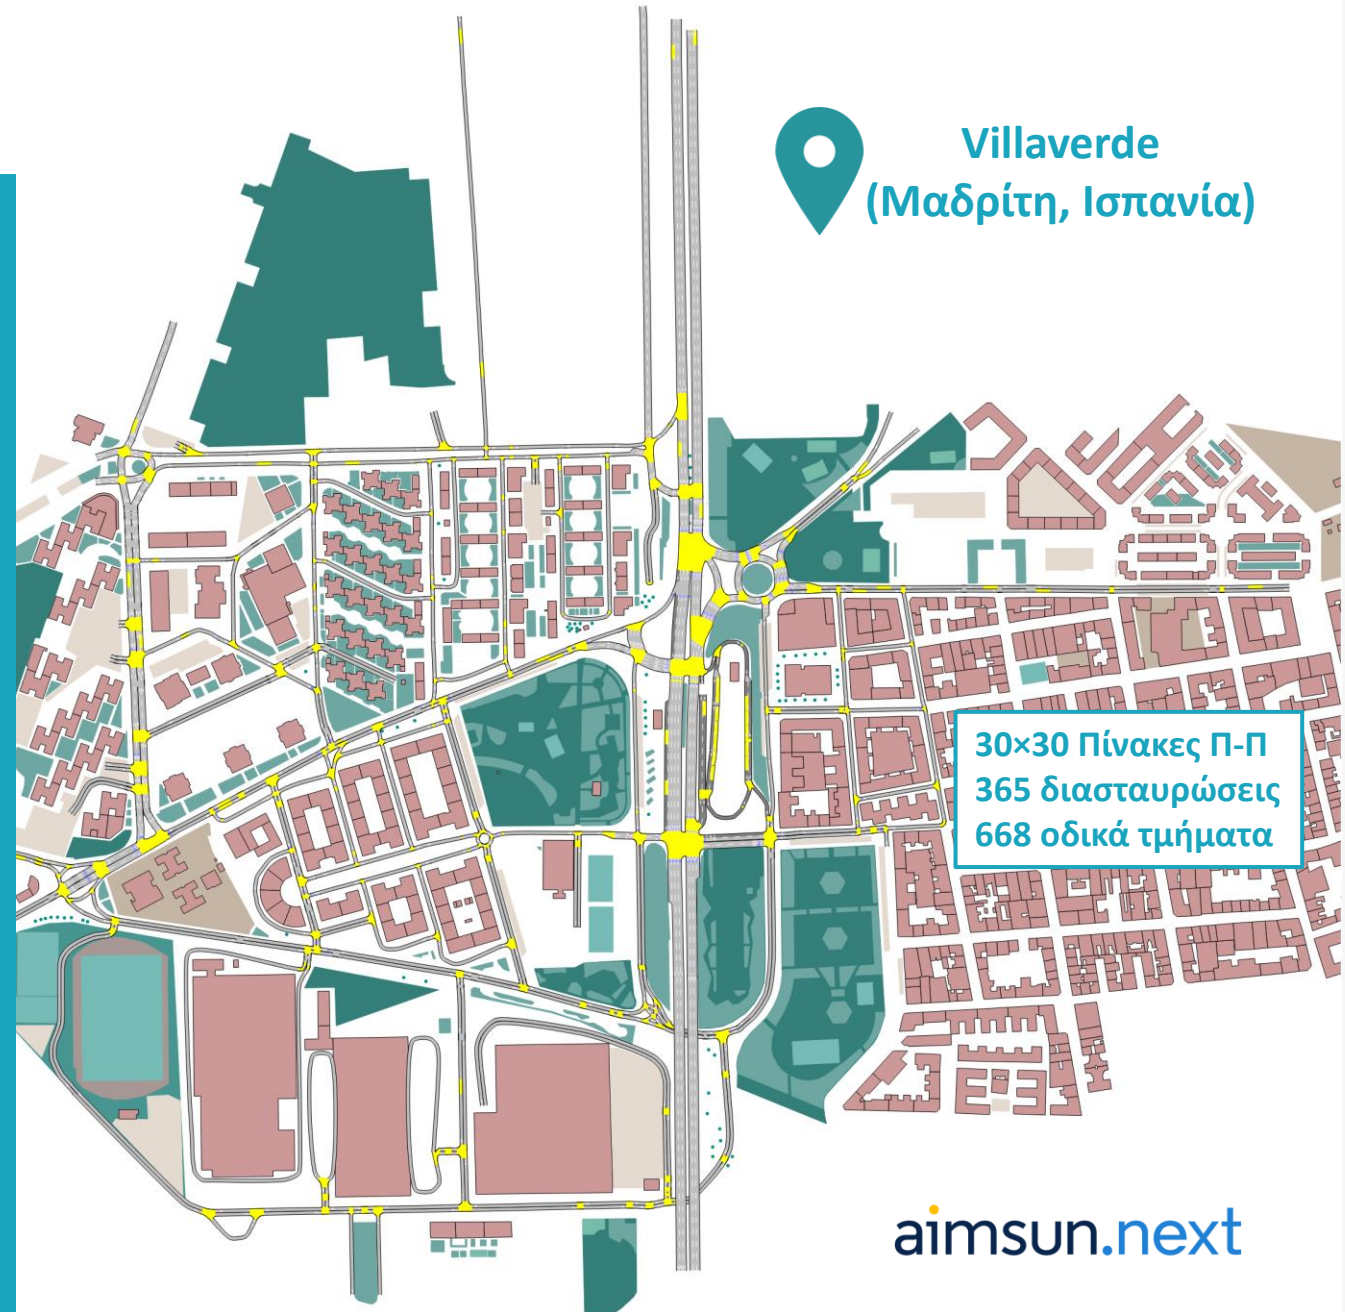 Villaverde
(Μαδρίτη, Ισπανία)
30×30 Πίνακες Π-Π
365 διασταυρώσεις
668 οδικά τμήματα
aimsun.next